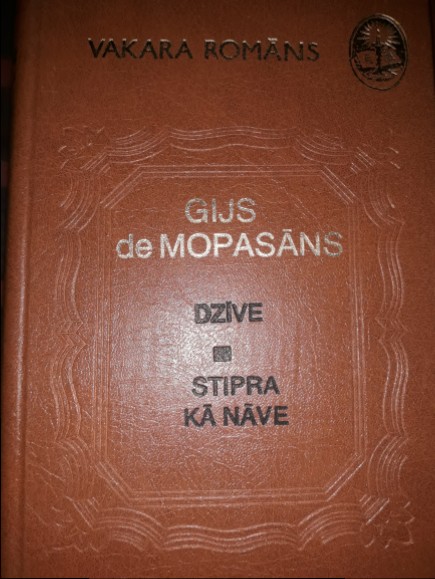 VAKARA ROMĀNS
GIJS
de MOPASĀNS
DZĪVE
STIPRA
KĀ NĀVE